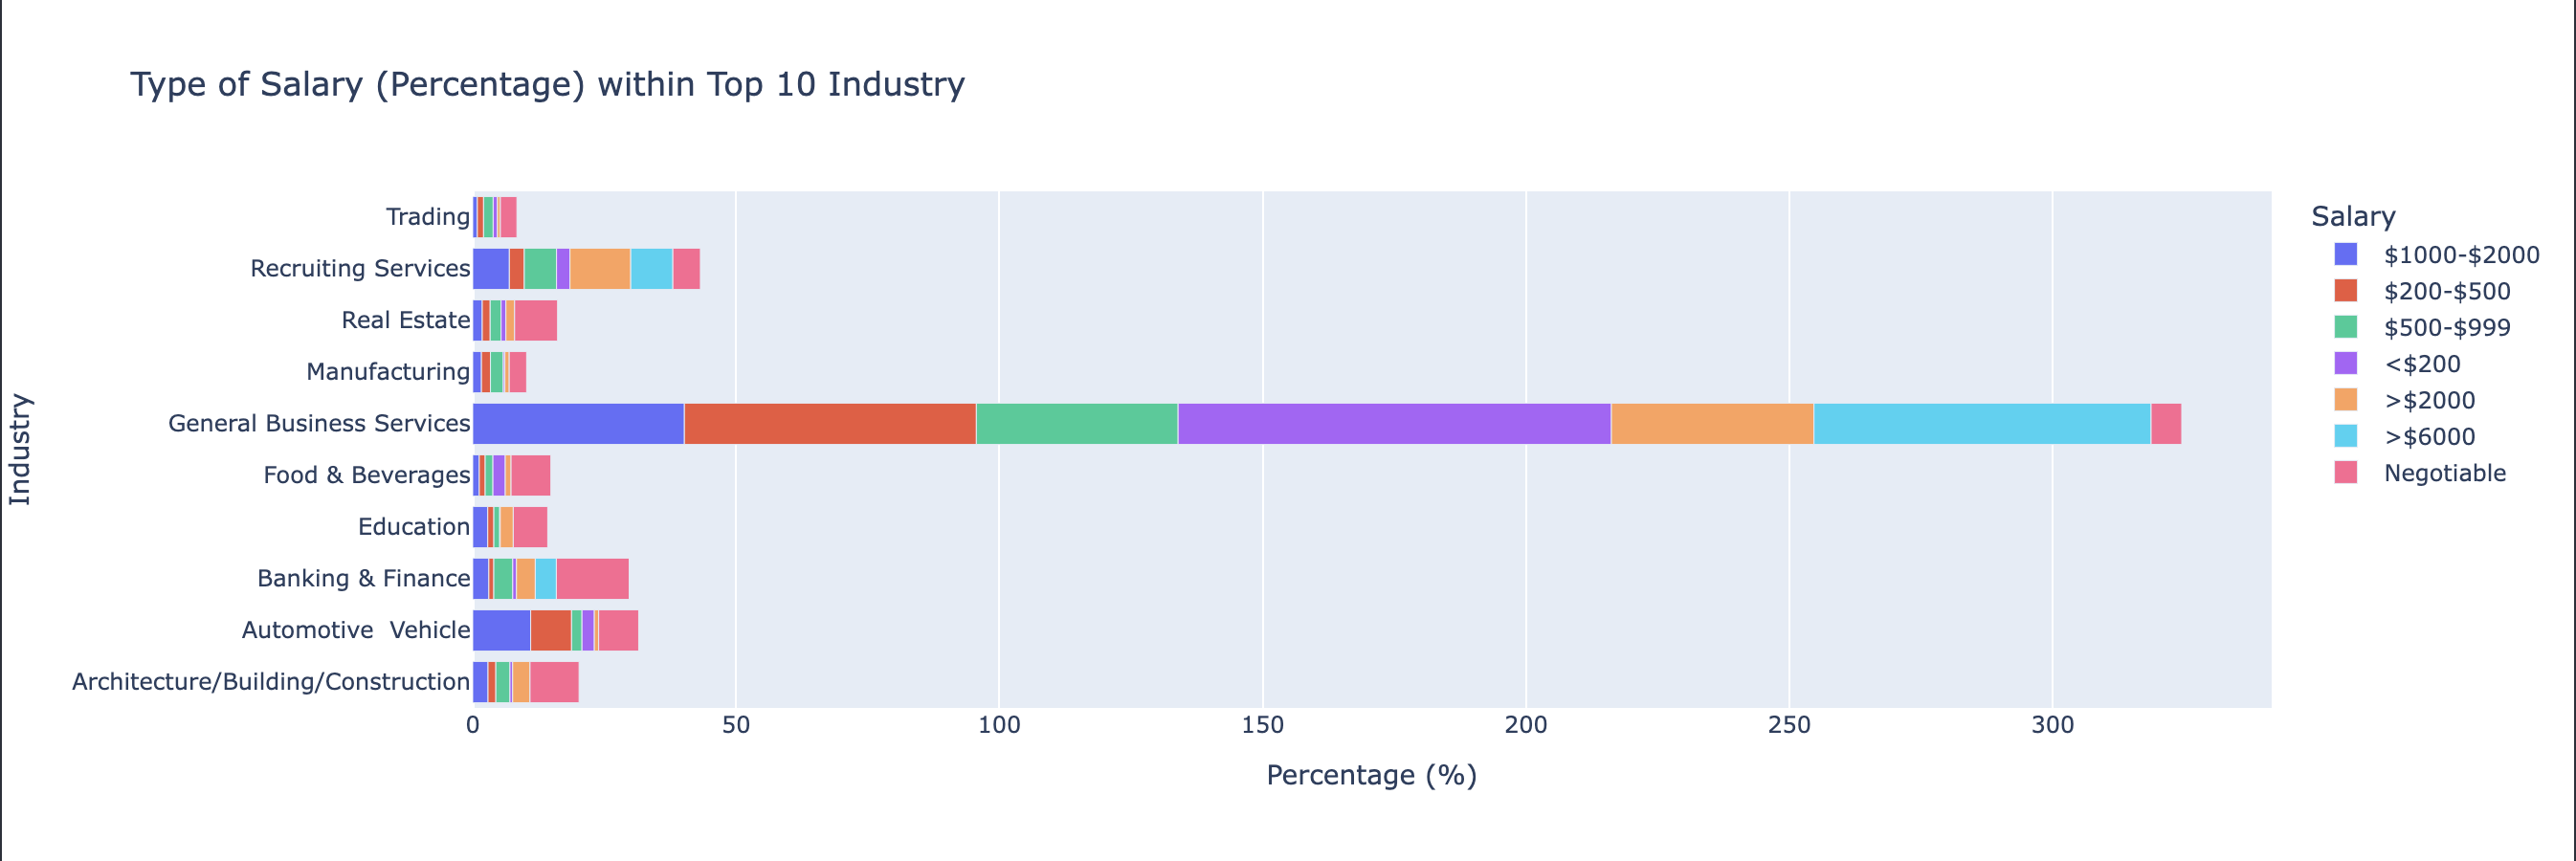 Type of Salary (Percentage) within Top 10 Industry
Industry
Trading
Recruiting Services
Real Estate
Manufacturing
General Business Services
Food & Beverages
Education
Banking & Finance
Automotive  Vehicle
Architecture/Building/Construction
0 50 100 150 200 250 300
Percentage (%)
Salary
$1000-$2000
$200-$500
$500-$999
<$200
>$2000
>$6000
Negotiable